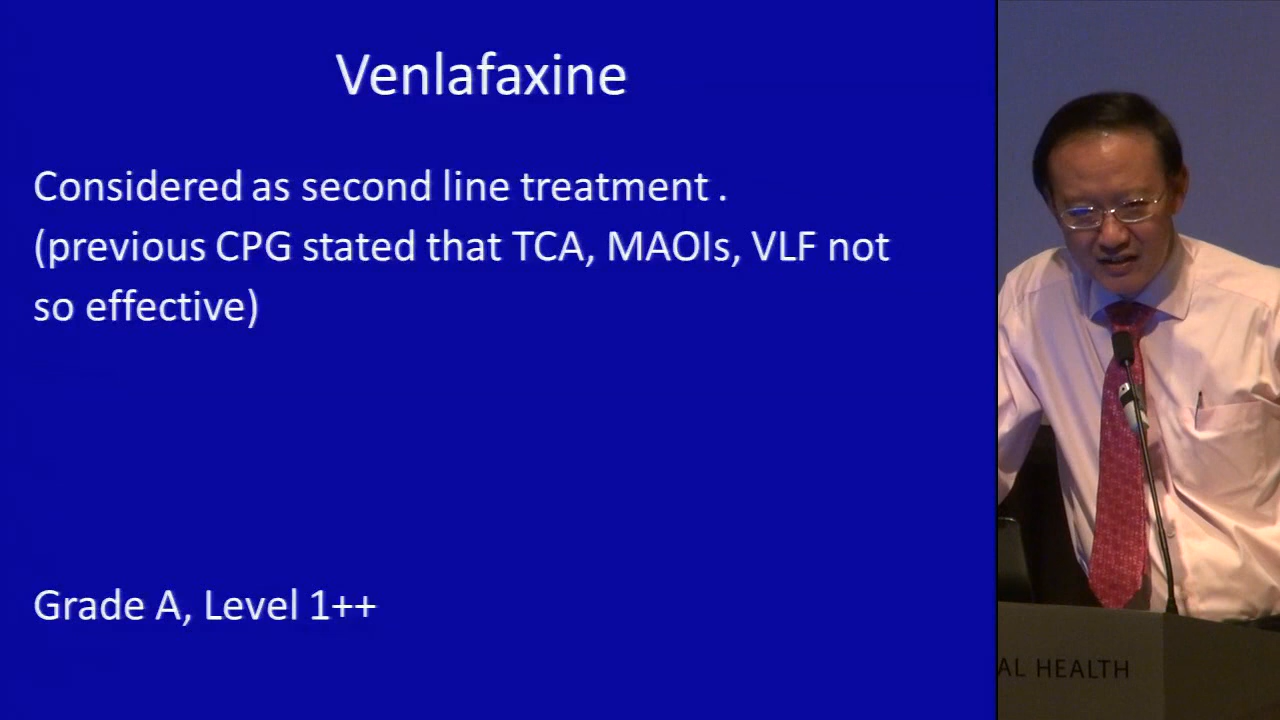 Venlafaxine
Considered as second line treatment .
(previous CPG stated that TCA, MAOIs, VLF not
so effective)
Grade A, Level 1++
AL HEALTH